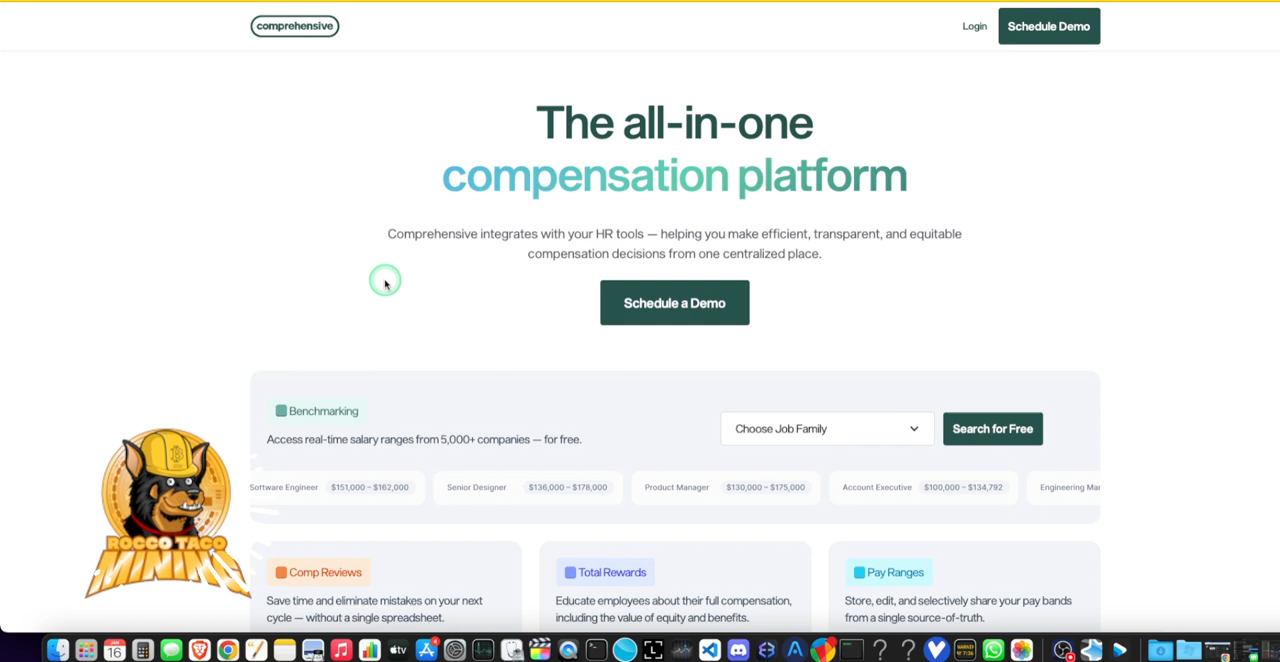 comprehensive
Login
Schedule Demo
The all-in-one
compensation platform
Comprehensive integrates with your HR tools — helping you make efficient, transparent, and equitable
compensation decisions from one centralized place.
Schedule a Demo
Benchmarking
Access real-time salary ranges from 5,000+ companies — for free.
Choose Job Family
Search for Free
Software Engineer $151,000 – $162,000
Senior Designer $136,000 – $178,000
Product Manager $130,000 – $175,000
Account Executive $100,000 – $134,792
Engineering Mar
ROCCO TACO
MINING
Comp Reviews
Save time and eliminate mistakes on your next
cycle — without a single spreadsheet.
Total Rewards
Educate employees about their full compensation,
including the value of equity and benefits.
Pay Ranges
Store, edit, and selectively share your pay bands
from a single source-of-truth.
16
tv